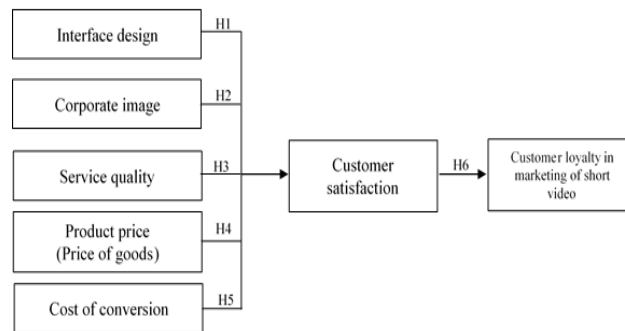 Interface design
H1
Corporate image
H2
Service quality
H3
Product price
(Price of goods)
H4
Cost of conversion
H5
Customer
satisfaction
H6
Customer loyalty in
marketing of short
video